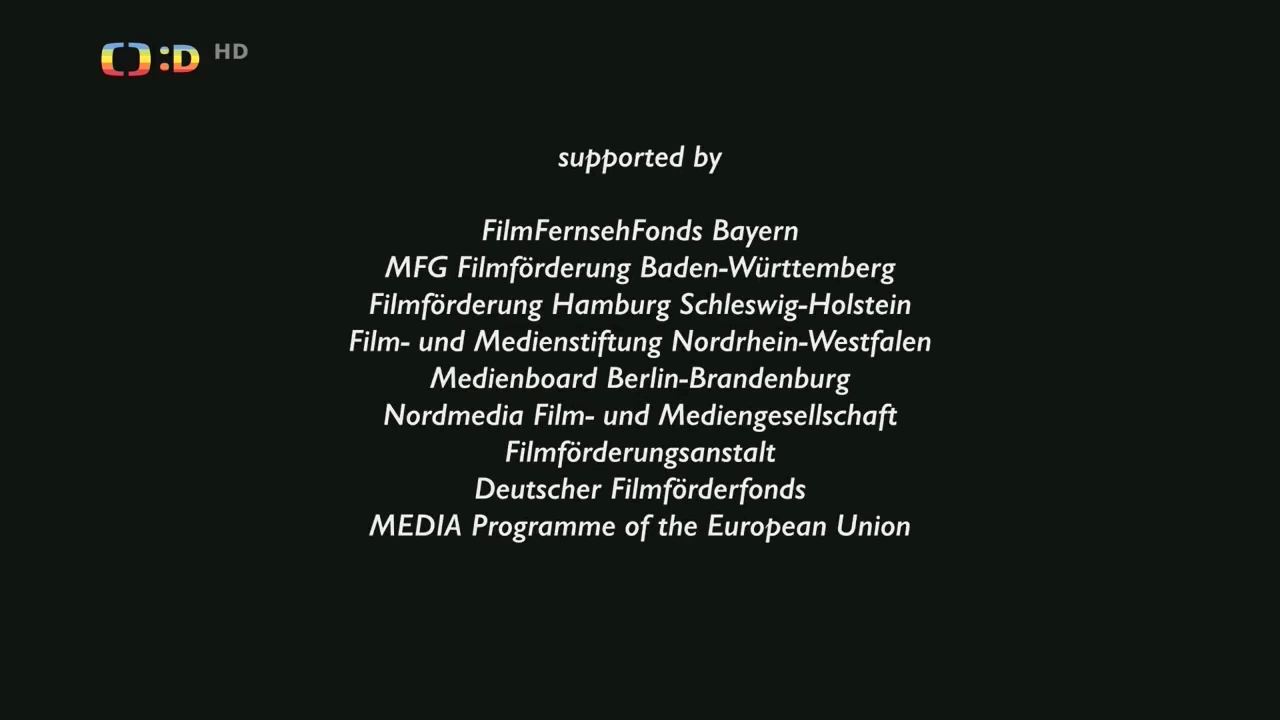 :D HD
supported by
FilmFernsehFonds Bayern
MFG Filmförderung Baden-Württemberg
Filmförderung Hamburg Schleswig-Holstein
Film- und Medienstiftung Nordrhein-Westfalen
Medienboard Berlin-Brandenburg
Nordmedia Film- und Mediengesellschaft
Filmförderungsanstalt
Deutscher Filmförderfonds
MEDIA Programme of the European Union